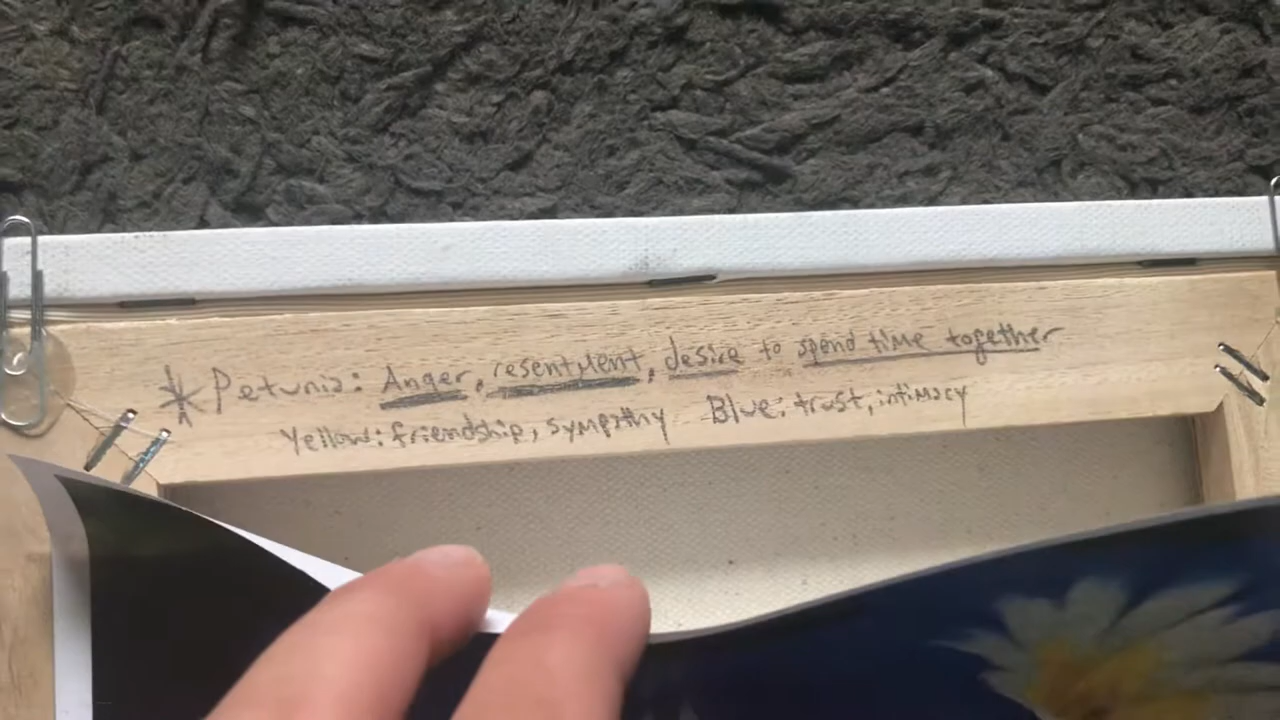 * Petunia: Anger, resentment, desire to spend time together
Yellow: friendship, sympathy Blue: trust, intimacy